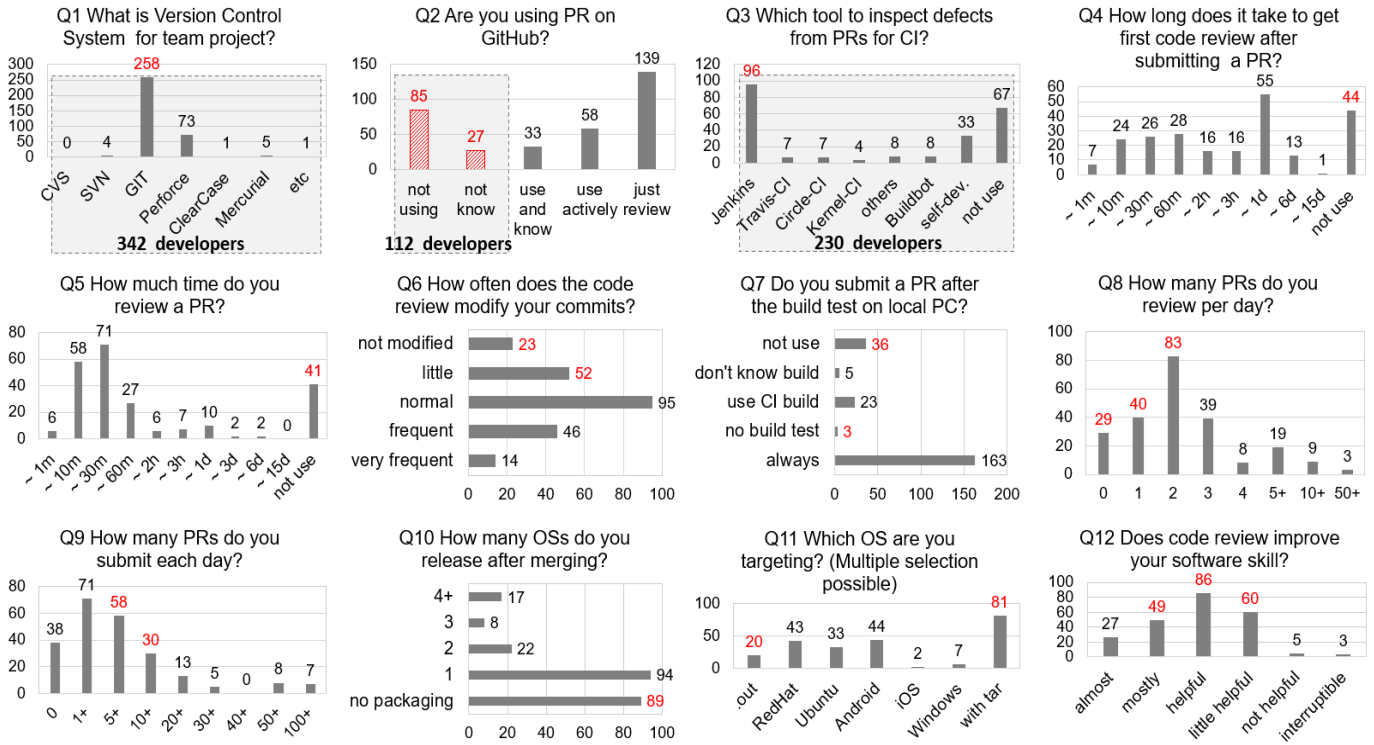 Q1 What is Version Control
System for team project?
300
250
200
150
100
50
0
0
4
258
73
1
5
1
CVS
SVN
GIT
Perforce
ClearCase
Mercurial
etc
342 developers
Q2 Are you using PR on
GitHub?
150
100
50
0
85
27
33
58
139
not
using
not
know
use
and
know
use
actively
just
review
112 developers
Q3 Which tool to inspect defects
from PRs for CI?
120
100
80
60
40
20
0
96
7
7
4
8
8
33
67
Jenkins
Travis-CI
Circle-CI
Kernel-CI
others
Buildbot
self-dev.
not use
230 developers
Q4 How long does it take to get
first code review after
submitting a PR?
60
50
40
30
20
10
0
7
24
26
28
16
16
55
13
1
44
~ 1m
~ 10m
~ 30m
~ 60m
~ 2h
~ 3h
~ 1d
~ 6d
~ 15d
not use
Q5 How much time do you
review a PR?
80
60
40
20
0
6
58
71
27
6
7
10
2
2
0
41
~ 1m
~ 10m
~ 30m
~ 60m
~ 2h
~ 3h
~ 1d
~ 3d
~ 6d
~ 15d
not use
Q6 How often does the code
review modify your commits?
not modified 23
little 52
normal 95
frequent 46
very frequent 14
0 20 40 60 80 100
Q7 Do you submit a PR after
the build test on local PC?
not use 36
don't know build 5
use CI build 23
no build test 3
always 163
0 50 100 150 200
Q8 How many PRs do you
review per day?
100
80
60
40
20
0
29
40
83
39
8
19
9
3
0 1 2 3 4 5+ 10+ 50+
Q9 How many PRs do you
submit each day?
80
60
40
20
0
38
71
58
30
13
5
0
8
7
0
1+
5+
10+
20+
30+
40+
50+
100+
Q10 How many OSs do you
release after merging?
4+ 17
3 8
2 22
1 94
no packaging 89
0 20 40 60 80 100
Q11 Which OS are you
targeting? (Multiple selection
possible)
100
50
0
20
43
33
44
2
7
81
.out
RedHat
Ubuntu
Android
iOS
Windows
with tar
Q12 Does code review improve
your software skill?
100
80
60
40
20
0
27
49
86
60
5
3
almost
mostly
helpful
little helpful
not helpful
interruptible